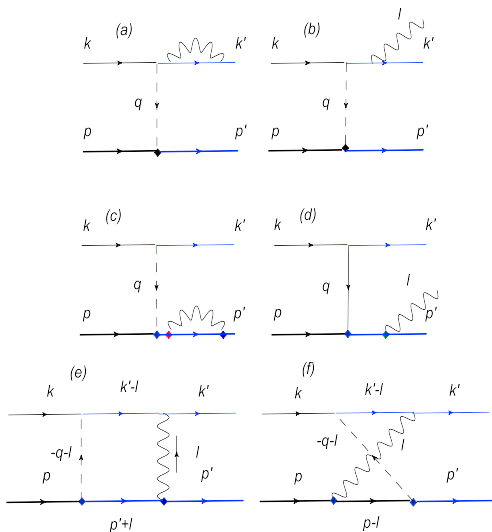 (a)
k
k'
q
p
p'
(b)
l
k
k'
q
p
p'
(c)
k
k'
q
p
p'
(d)
k
k'
q
l
p
p'
(e)
k
k'-l
k'
-q-l
l
p
p'
p'+l
(f)
k
k'-l
k'
-q-l
l
p
p'
p-l